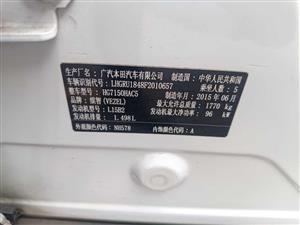 生产厂名：广汽本田汽车有限公司 制造国：中华人民共和国
车辆识别代号：LHGRU1848F2010657 乘坐人数：5
整车型号：HG7150HAC5 制造年月：2015年06月
品牌：缤智(VEZEL) 最大允许总质量：1770 kg
发动机型号：L15B2 发动机最大净功率：96 kW
发动机排量：1.498L
外廓颜色代号：NH578 内饰颜色代号：A